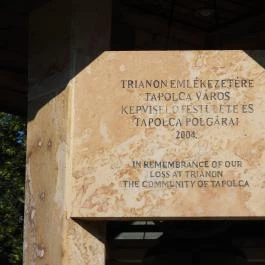 TRIANON EMLÉKEZETÉRE
TAPOLCA VÁROS
KÉPVISELŐ TESTÜLETE ÉS
TAPOLCA POLGÁRAI
2004.
IN REMEMBRANCE OF OUR
LOSS AT TRIANON
THE COMMUNITY OF TAPOLCA